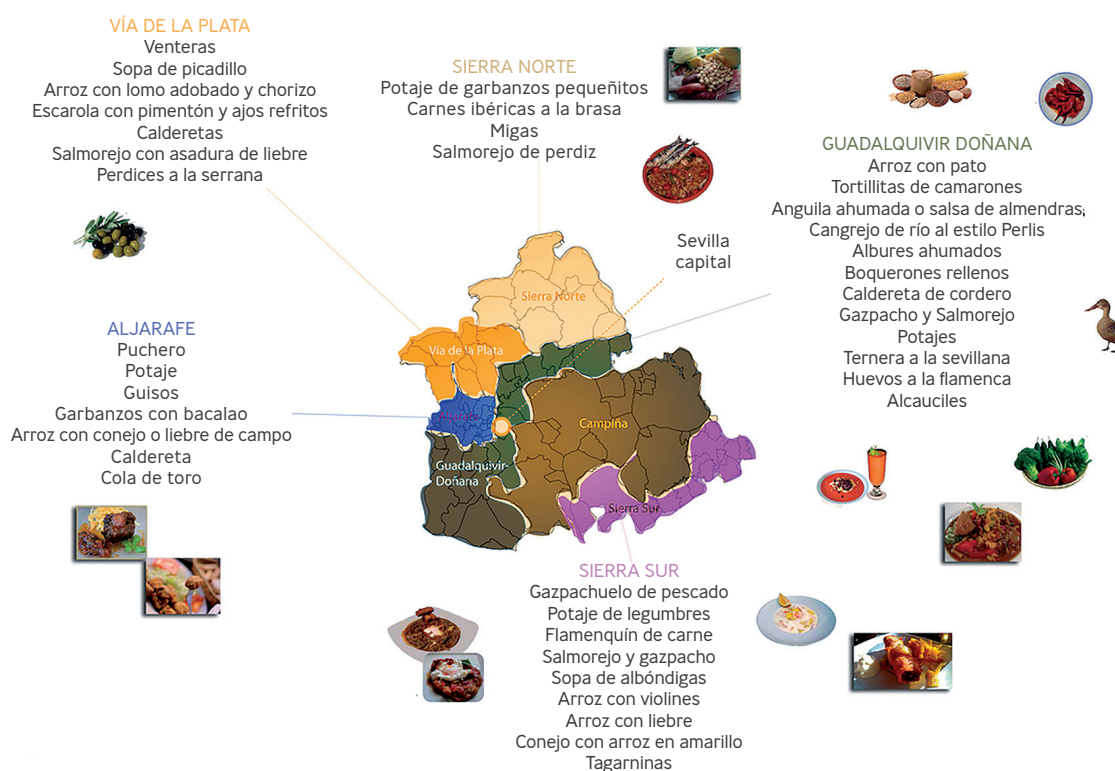 VÍA DE LA PLATA
Venteras
Sopa de picadillo
Arroz con lomo adobado y chorizo
Escarola con pimentón y ajos refritos
Calderetas
Salmorejo con asadura de liebre
Perdices a la serrana
SIERRA NORTE
Potaje de garbanzos pequeñitos
Carnes ibéricas a la brasa
Migas
Salmorejo de perdiz
GUADALQUIVIR DOÑANA
Arroz con pato
Tortillitas de camarones
Anguila ahumada o salsa de almendras;
Cangrejo de río al estilo Perlis
Albures ahumados
Boquerones rellenos
Caldereta de cordero
Gazpacho y Salmorejo
Potajes
Ternera a la sevillana
Huevos a la flamenca
Alcauciles
Sevilla
capital
ALJARAFE
Puchero
Potaje
Guisos
Garbanzos con bacalao
Arroz con conejo o liebre de campo
Caldereta
Cola de toro
Sierra Norte
Vía de la Plata
Aljarafe
Campiña
Guadalquivir-
Doñana
Sierra Sur
SIERRA SUR
Gazpachuelo de pescado
Potaje de legumbres
Flamenquín de carne
Salmorejo y gazpacho
Sopa de albóndigas
Arroz con violines
Arroz con liebre
Conejo con arroz en amarillo
Tagarninas